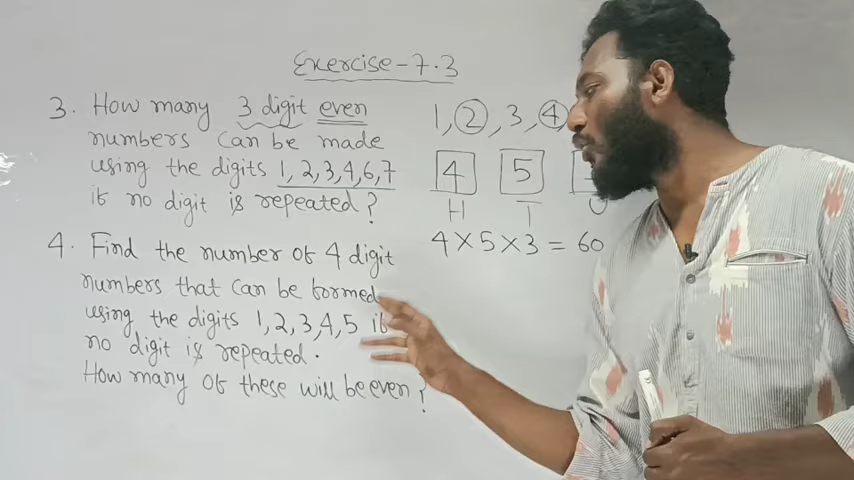 Exercise-7.3
3. How many 3 digit even
numbers can be made
using the digits 1, 2, 3, 4, 6, 7
if no digit is repeated?
4. Find the number of 4 digit
numbers that can be formed
using the digits 1, 2, 3, 4, 5 if
no digit is repeated.
How many of these will be even?
1, 2, 3, 4
4 5
H T U
4×5×3 = 60